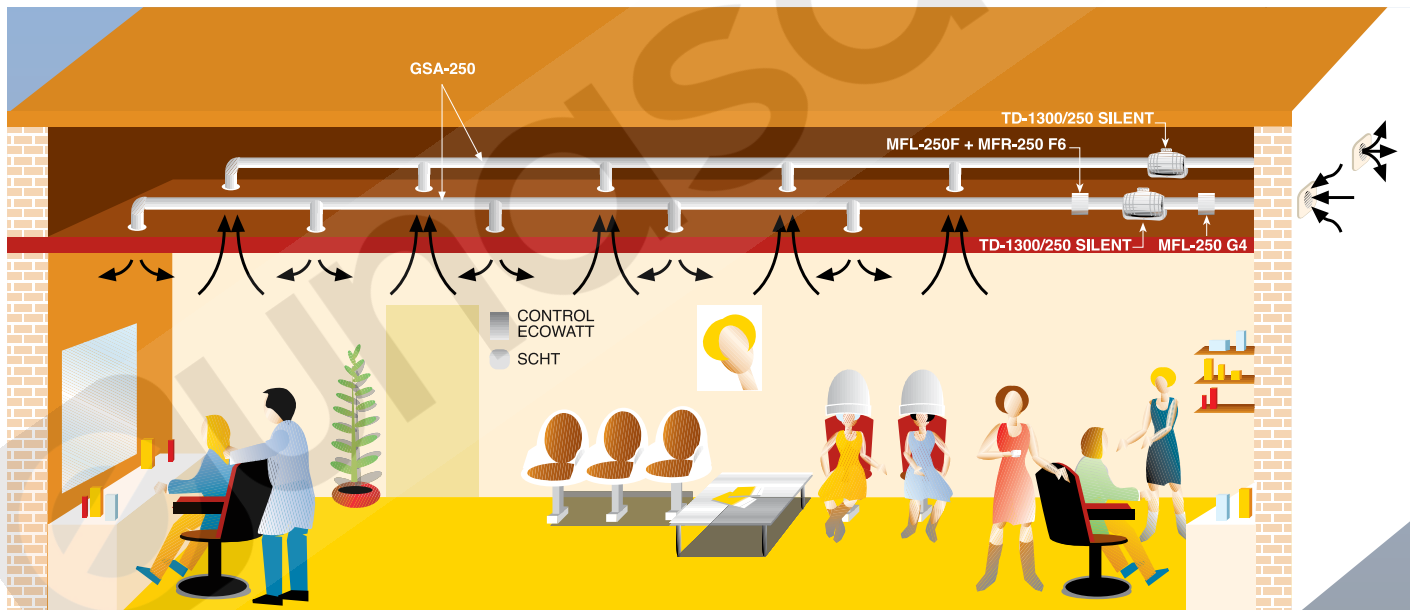 GSA-250
TD-1300/250 SILENT
MFL-250F + MFR-250 F6
TD-1300/250 SILENT
MFL-250 G4
CONTROL
ECOWATT
SCHT